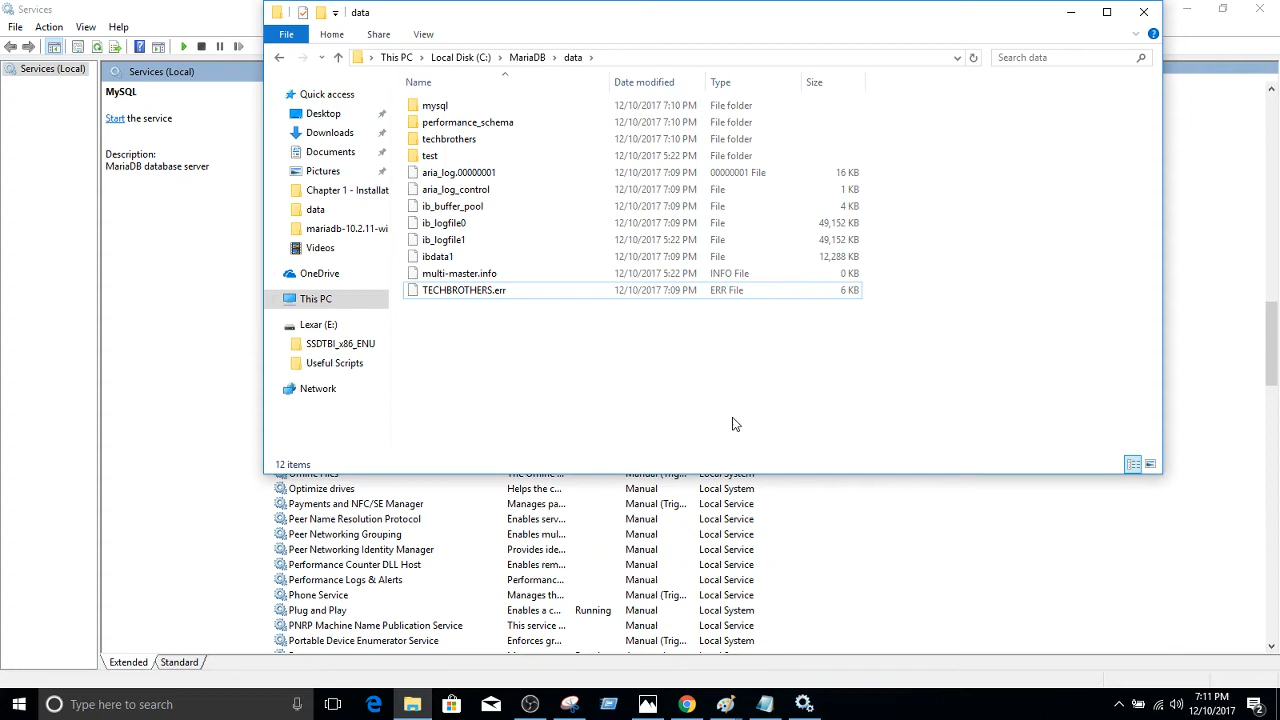 Services
File Action View Help
Services (Local)
Services (Local)
MySQL
Start the service
Description:
MariaDB database server
data
File Home Share View
This PC Local Disk (C:) MariaDB data
Search data
Name Date modified Type Size
Quick access
Desktop
Downloads
Documents
Pictures
Chapter 1 - Installat
data
mariadb-10.2.11-wi
Videos
OneDrive
This PC
Lexar (E:)
SSDTBI_x86_ENU
Useful Scripts
Network
mysql 12/10/2017 7:10 PM File folder
performance_schema 12/10/2017 7:10 PM File folder
techbrothers 12/10/2017 7:10 PM File folder
test 12/10/2017 5:22 PM File folder
aria_log.00000001 12/10/2017 7:09 PM 00000001 File 16 KB
aria_log_control 12/10/2017 7:09 PM File 1 KB
ib_buffer_pool 12/10/2017 7:09 PM File 4 KB
ib_logfile0 12/10/2017 7:09 PM File 49,152 KB
ib_logfile1 12/10/2017 5:22 PM File 49,152 KB
ibdata1 12/10/2017 7:09 PM File 12,288 KB
multi-master.info 12/10/2017 5:22 PM INFO File 0 KB
TECHBROTHERS.err 12/10/2017 7:09 PM ERR File 6 KB
12 items
Optimize drives Helps the c... Manual Local System
Payments and NFC/SE Manager Manages pa... Manual (Trig... Local Service
Peer Name Resolution Protocol Enables serv... Manual Local Service
Peer Networking Grouping Enables mul... Manual Local Service
Peer Networking Identity Manager Provides ide... Manual Local Service
Performance Counter DLL Host Enables rem... Manual Local Service
Performance Logs & Alerts Performanc... Manual Local Service
Phone Service Manages th... Manual (Trig... Local Service
Plug and Play Enables a c... Running Manual Local System
PNRP Machine Name Publication Service This service ... Manual Local Service
Portable Device Enumerator Service Enforces gr... Manual (Trig... Local System
Extended Standard
Type here to search
7:11 PM
12/10/2017
2